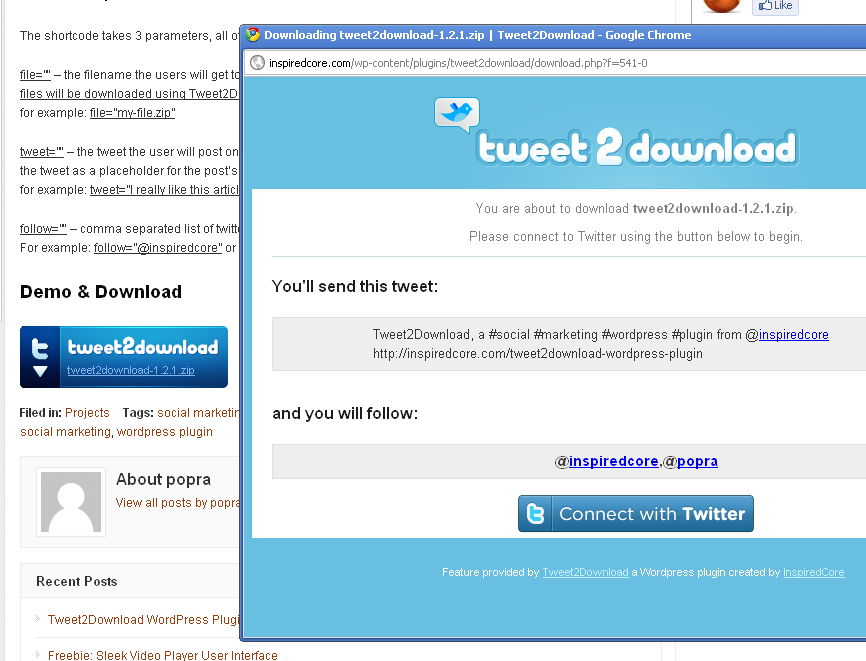 Like
The shortcode takes 3 parameters, all o
file="" – the filename the users will get to
files will be downloaded using Tweet2D
for example: file="my-file.zip"
tweet="" – the tweet the user will post on
the tweet as a placeholder for the post's
for example: tweet="I really like this articl
follow="" – comma separated list of twitt
For example: follow="@inspiredcore" or
Demo & Download
tweet2download
tweet2download-1.2.1.zip
Filed in: Projects Tags: social marketin
social marketing, wordpress plugin
About popra
View all posts by popra
Recent Posts
Tweet2Download WordPress Plugi
Freebie: Sleek Video Player User Interface
Downloading tweet2download-1.2.1.zip | Tweet2Download - Google Chrome
inspiredcore.com/wp-content/plugins/tweet2download/download.php?f=541-0
tweet 2 download
You are about to download tweet2download-1.2.1.zip.
Please connect to Twitter using the button below to begin.
You'll send this tweet:
Tweet2Download, a #social #marketing #wordpress #plugin from @inspiredcore
http://inspiredcore.com/tweet2download-wordpress-plugin
and you will follow:
@inspiredcore,@popra
Connect with Twitter
Feature provided by Tweet2Download a Wordpress plugin created by InspiredCore